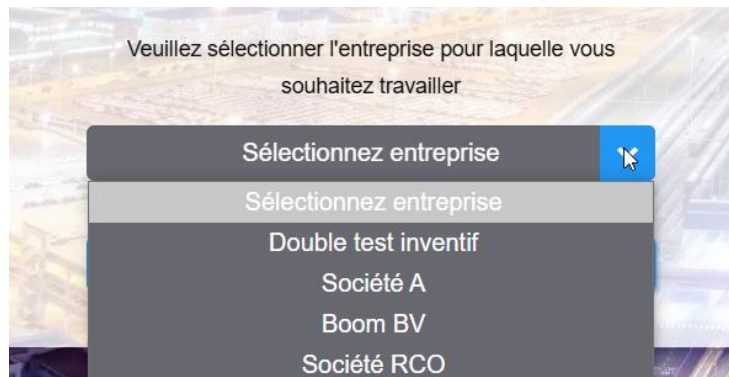 Veuillez sélectionner l'entreprise pour laquelle vous
souhaitez travailler
Sélectionnez entreprise
Sélectionnez entreprise
Double test inventif
Société A
Boom BV
Société RCO